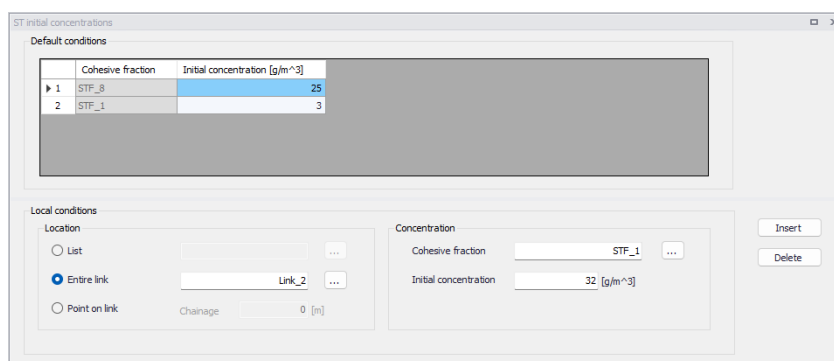 ST initial concentrations
Default conditions
Cohesive fraction Initial concentration [g/m^3]
1 STF_8 25
2 STF_1 3
Local conditions
Location
List ...
Entire link Link_2 ...
Point on link Chainage 0 [m]
Concentration
Cohesive fraction STF_1 ...
Initial concentration 32 [g/m^3]
Insert
Delete